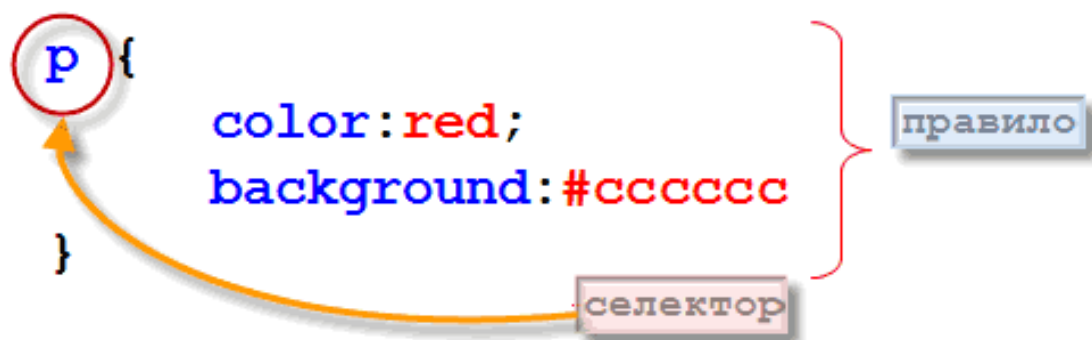 p {
color:red;
правило
background:#cccccc
}
селектор